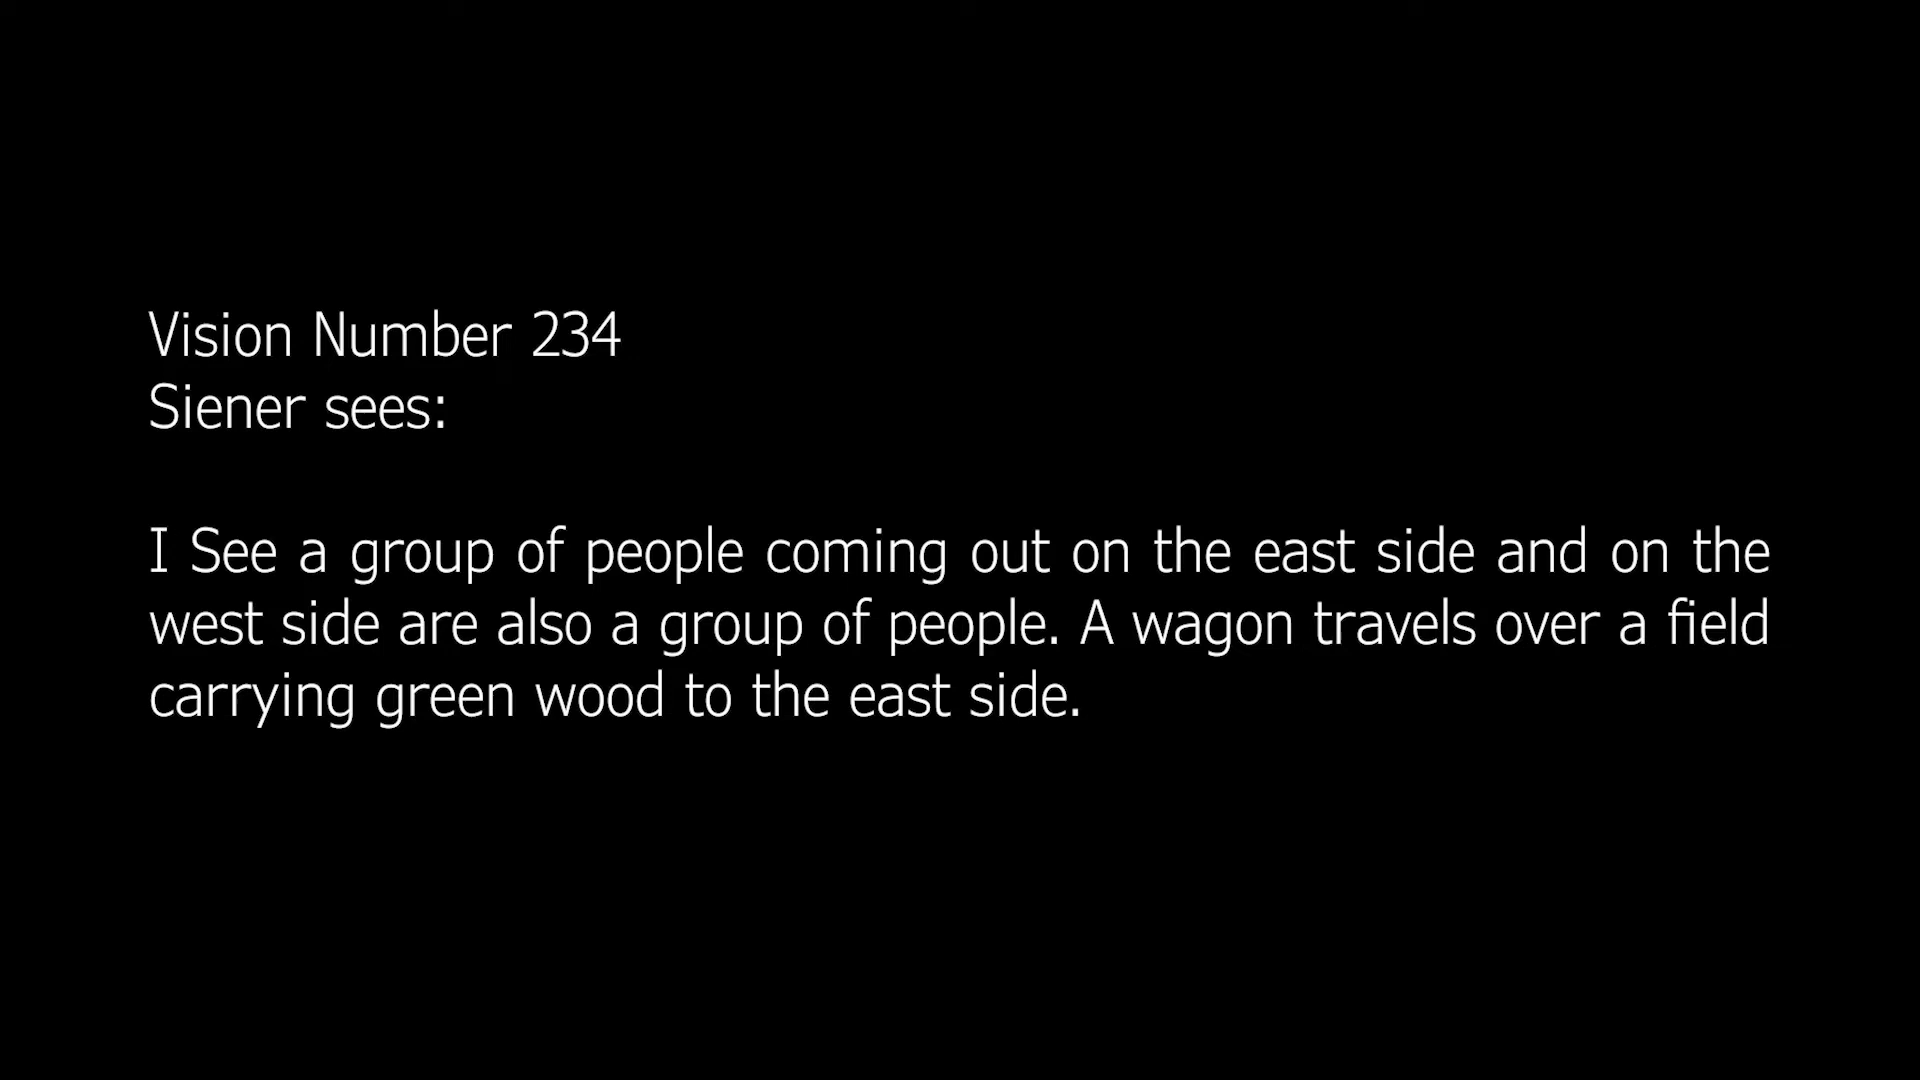 Vision Number 234
Siener sees:
I See a group of people coming out on the east side and on the
west side are also a group of people. A wagon travels over a field
carrying green wood to the east side.